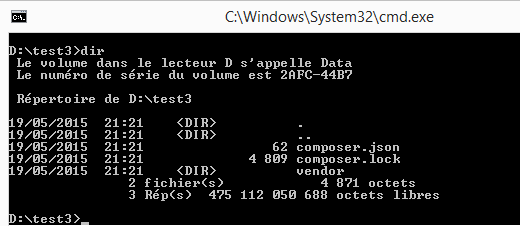 C:\Windows\System32\cmd.exe
D:\test3>dir
Le volume dans le lecteur D s'appelle Data
Le numéro de série du volume est 2AFC-44B7
Répertoire de D:\test3
19/05/2015  21:21    <DIR>          .
19/05/2015  21:21    <DIR>          ..
19/05/2015  21:21                62 composer.json
19/05/2015  21:21             4 809 composer.lock
19/05/2015  21:21    <DIR>          vendor
2 fichier(s)            4 871 octets
3 Rép(s)  475 112 050 688 octets libres
D:\test3>_